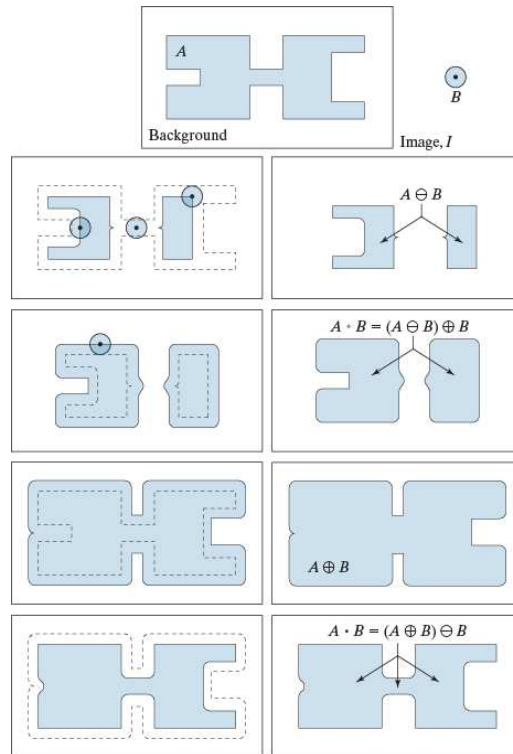 A
B
Background
Image, I
A ⊖ B
A ∘ B = (A ⊖ B) ⊕ B
A ⊕ B
A • B = (A ⊕ B) ⊖ B